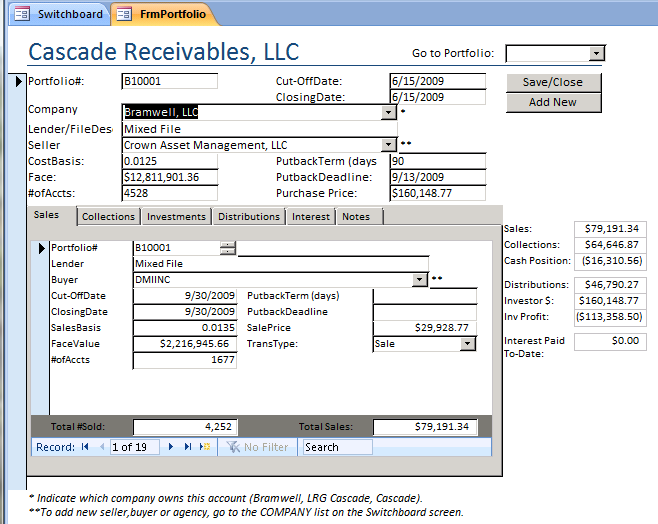 Switchboard FrmPortfolio
Cascade Receivables, LLC Go to Portfolio:
Portfolio#: B10001 Cut-OffDate: 6/15/2009 Save/Close
ClosingDate: 6/15/2009 Add New
Company Bramwell, LLC *
Lender/FileDes Mixed File
Seller Crown Asset Management, LLC **
CostBasis: 0.0125 PutbackTerm (days 90
Face: $12,811,901.36 PutbackDeadline: 9/13/2009
#ofAccts: 4528 Purchase Price: $160,148.77
Sales Collections Investments Distributions Interest Notes
Portfolio# B10001
Lender Mixed File
Buyer DMIINC **
Cut-OffDate 9/30/2009 PutbackTerm (days)
ClosingDate 9/30/2009 PutbackDeadline
SalesBasis 0.0135 SalePrice $29,928.77
FaceValue $2,216,945.66 TransType: Sale
#ofAccts 1677
Total #Sold: 4,252 Total Sales: $79,191.34
Record: 1 of 19 No Filter Search
Sales: $79,191.34
Collections: $64,646.87
Cash Position: ($16,310.56)
Distributions: $46,790.27
Investor $: $160,148.77
Inv Profit: ($113,358.50)
Interest Paid $0.00
To-Date:
* Indicate which company owns this account (Bramwell, LRG Cascade, Cascade).
**To add new seller,buyer or agency, go to the COMPANY list on the Switchboard screen.